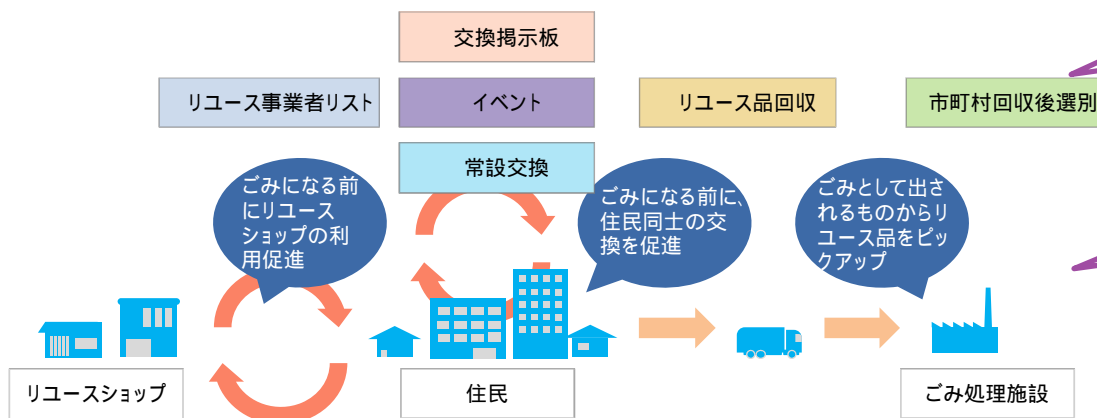 交換掲示板
リユース事業者リスト
イベント
リユース品回収
市町村回収後選別
常設交換
ごみになる前
にリユース
ショップの利
用促進
ごみになる前に、
住民同士の交
換を促進
ごみとして出さ
れるものからリ
ユース品をピッ
クアップ
リユースショップ
住民
ごみ処理施設